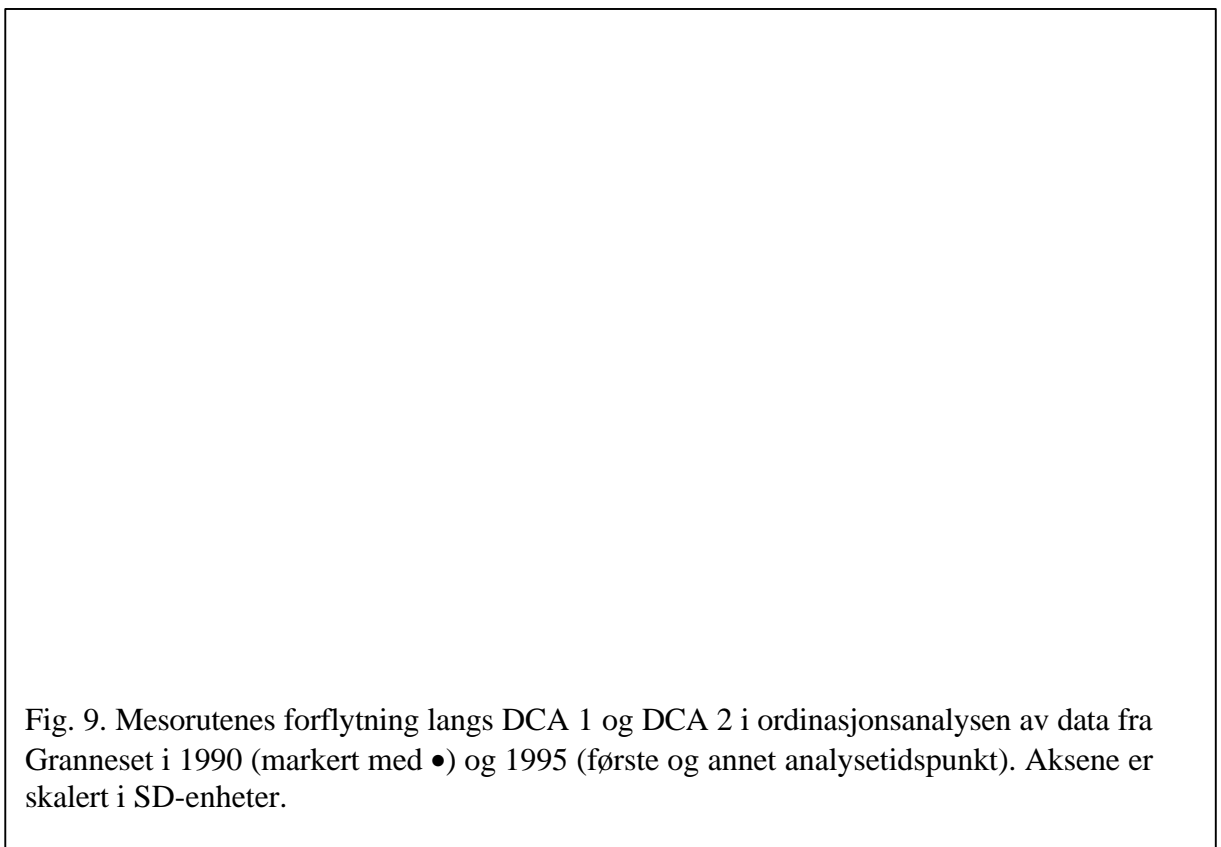 Fig. 9. Mesorutenes forflytning langs DCA 1 og DCA 2 i ordinasjonsanalysen av data fra
Granneset i 1990 (markert med •) og 1995 (første og annet analysetidspunkt). Aksene er
skalert i SD-enheter.